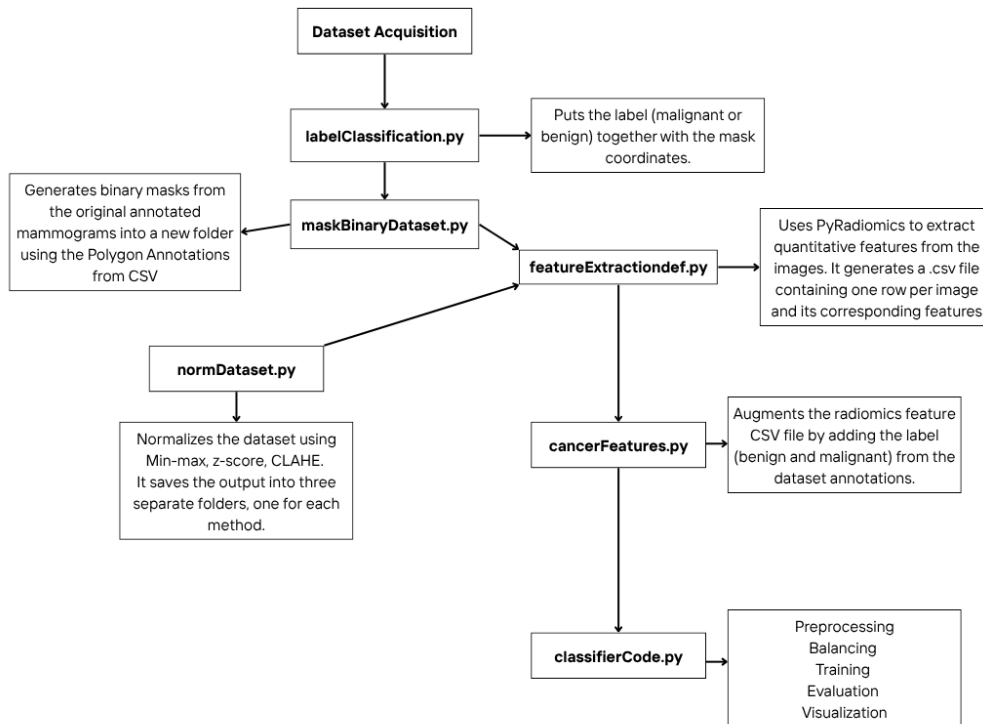 Dataset Acquisition
labelClassification.py
Puts the label (malignant or
benign) together with the mask
coordinates.
Generates binary masks from
the original annotated
mammograms into a new folder
using the Polygon Annotations
from CSV
maskBinaryDataset.py
featureExtractiondef.py
Uses PyRadiomics to extract
quantitative features from the
images. It generates a .csv file
containing one row per image
and its corresponding features
normDataset.py
Normalizes the dataset using
Min-max, z-score, CLAHE.
It saves the output into three
separate folders, one for each
method.
cancerFeatures.py
Augments the radiomics feature
CSV file by adding the label
(benign and malignant) from the
dataset annotations.
classifierCode.py
Preprocessing
Balancing
Training
Evaluation
Visualization